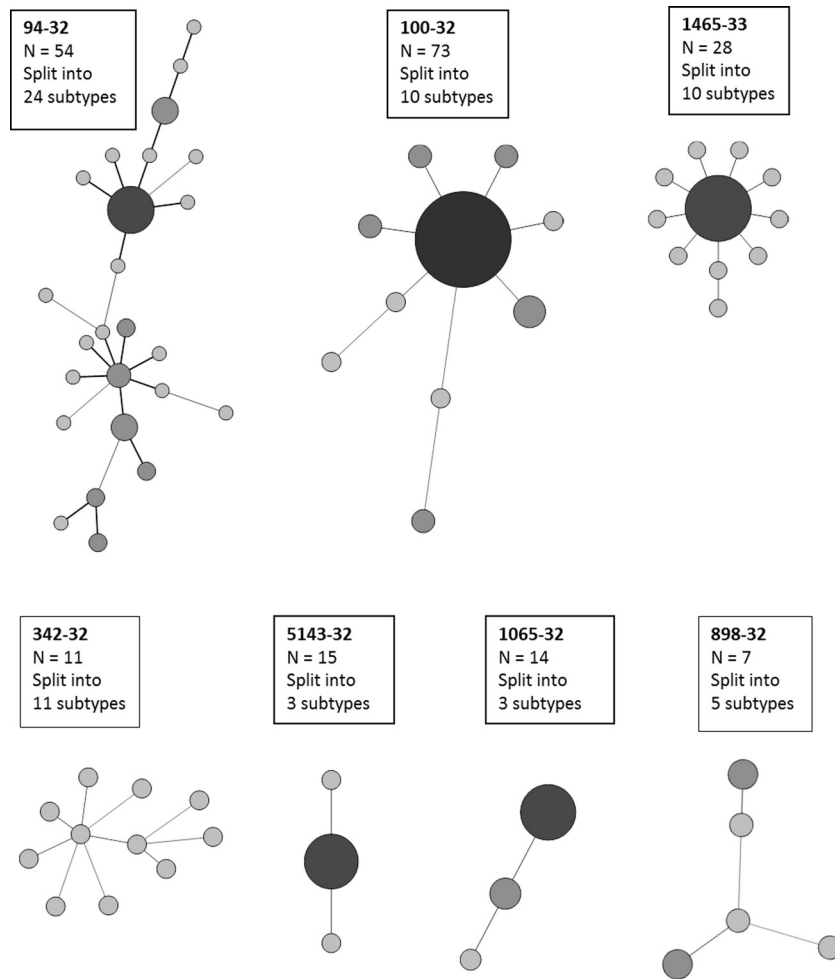 94-32
N = 54
Split into
24 subtypes
100-32
N = 73
Split into
10 subtypes
1465-33
N = 28
Split into
10 subtypes
342-32
N = 11
Split into
11 subtypes
5143-32
N = 15
Split into
3 subtypes
1065-32
N = 14
Split into
3 subtypes
898-32
N = 7
Split into
5 subtypes